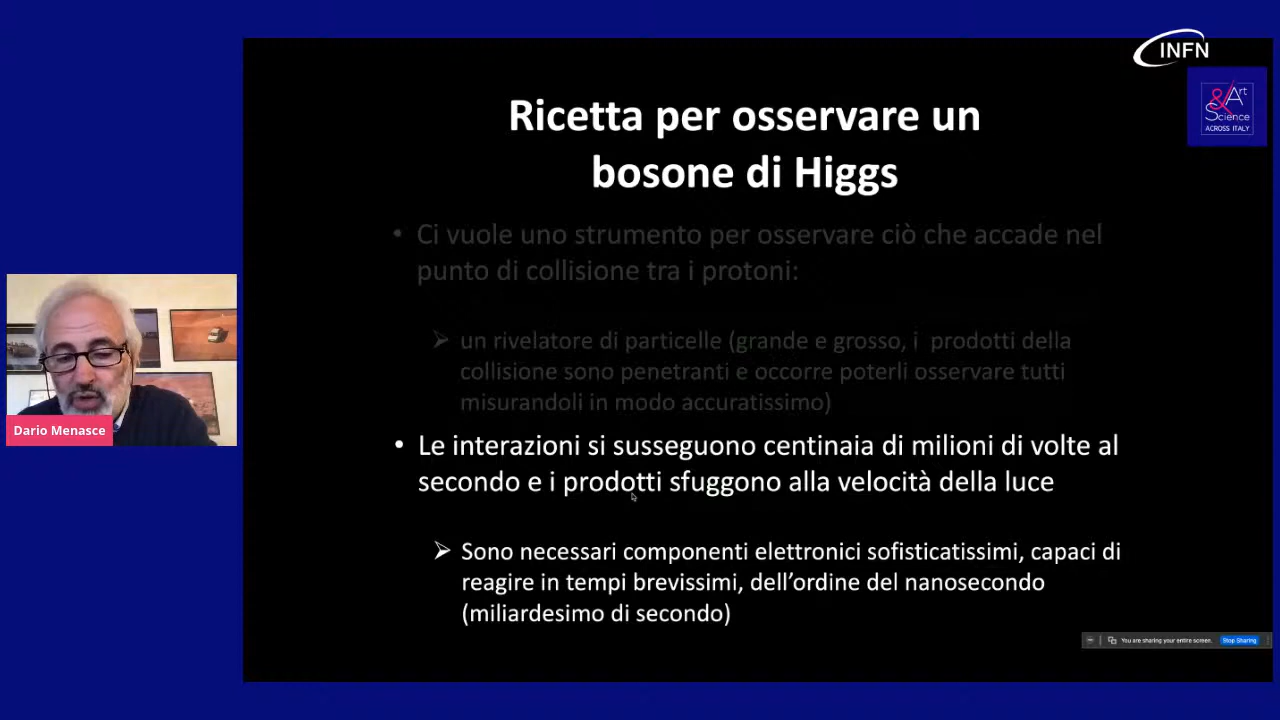 INFN
& Art
Science
ACROSS ITALY
Ricetta per osservare un
bosone di Higgs
• Ci vuole uno strumento per osservare ciò che accade nel
punto di collisione tra i protoni:
➢ un rivelatore di particelle (grande e grosso, i prodotti della
collisione sono penetranti e occorre poterli osservare tutti
misurandoli in modo accuratissimo)
• Le interazioni si susseguono centinaia di milioni di volte al
secondo e i prodotti sfuggono alla velocità della luce
➢ Sono necessari componenti elettronici sofisticatissimi, capaci di
reagire in tempi brevissimi, dell’ordine del nanosecondo
(miliardesimo di secondo)
Dario Menasce
You are sharing your entire screen. Stop Sharing